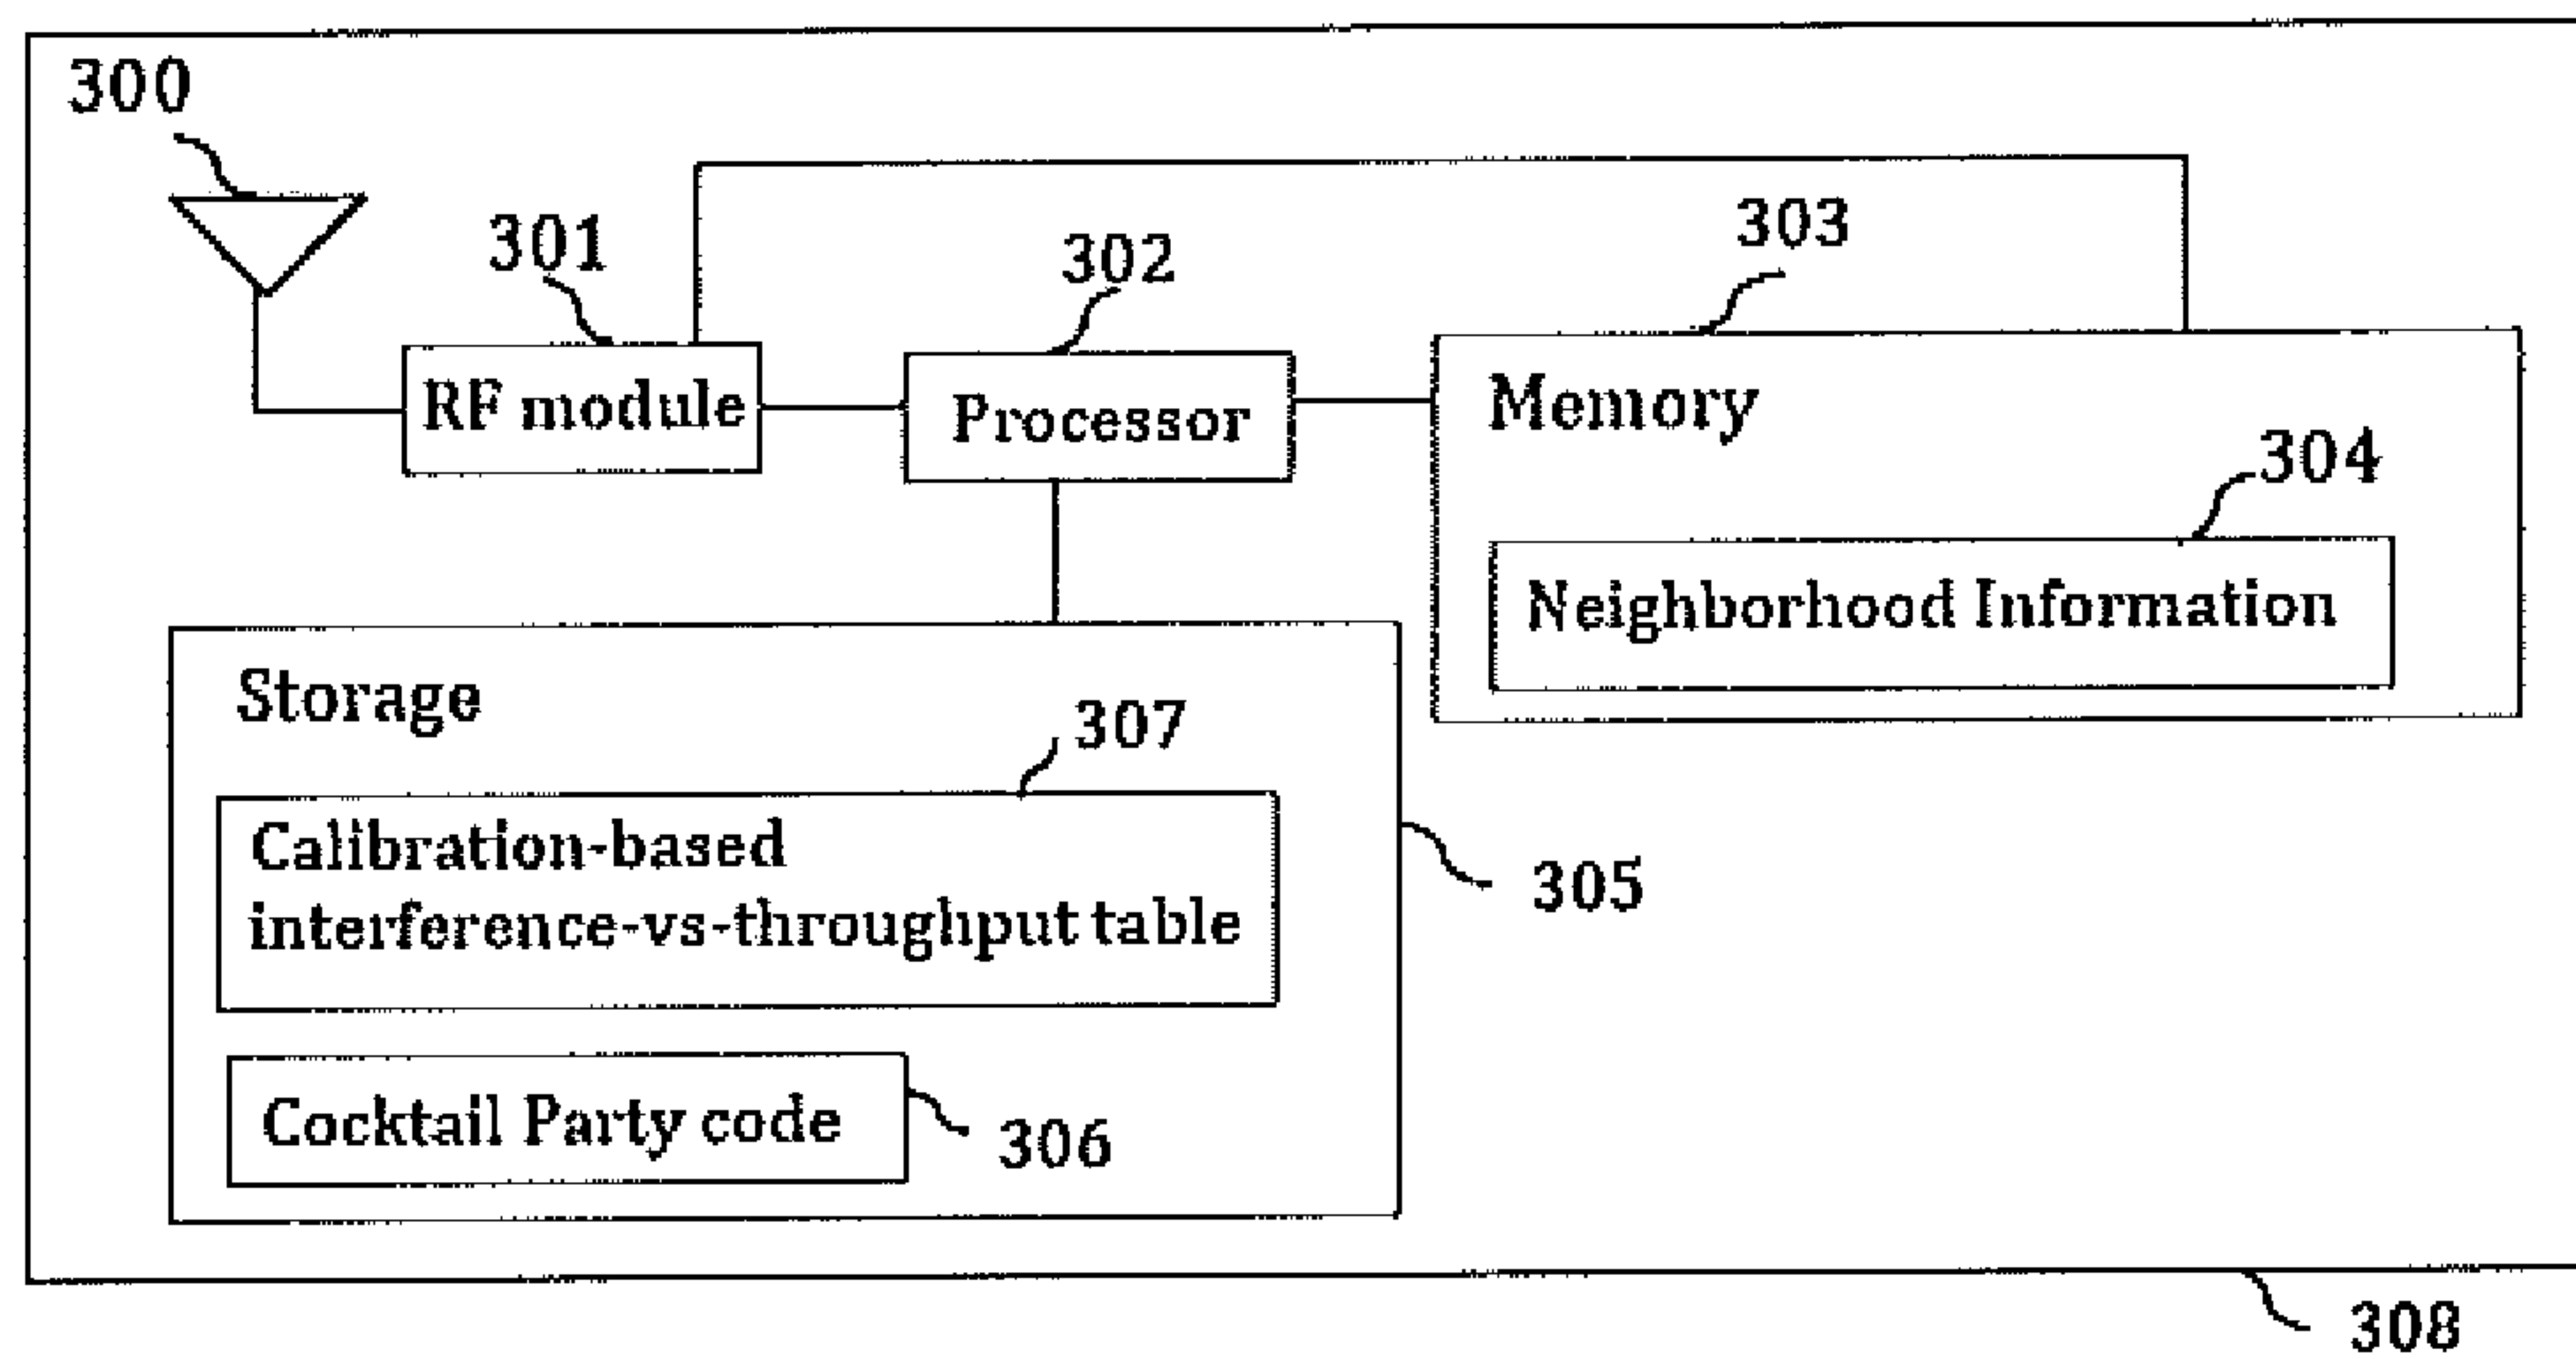 300
301
302
303
RF module
Processor
Memory
304
Neighborhood Information
Storage
307
Calibration-based
interference-vs-throughput table
305
Cocktail Party code
306
308